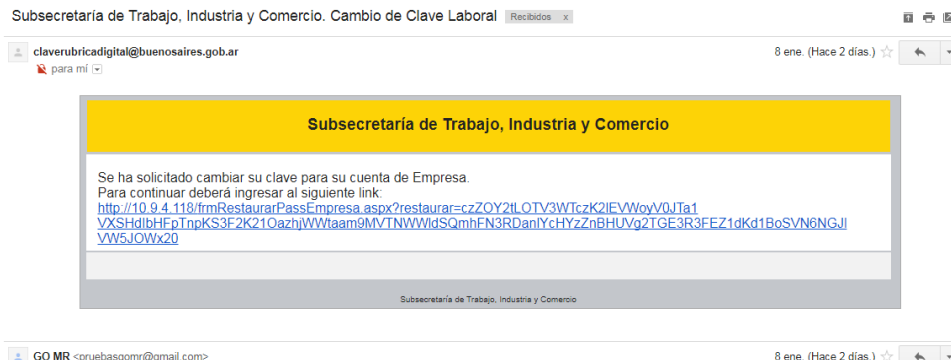 Subsecretaría de Trabajo, Industria y Comercio. Cambio de Clave Laboral Recibidos x
claverubricadigital@buenosaires.gob.ar 8 ene. (Hace 2 días.)
para mí
Subsecretaría de Trabajo, Industria y Comercio
Se ha solicitado cambiar su clave para su cuenta de Empresa.
Para continuar deberá ingresar al siguiente link:
http://10.9.4.118/frmRestaurarPassEmpresa.aspx?restaurar=czZOY2tLOTV3WTczK2lEVWoyV0JTa1
VXSHdIbHFpTnpKS3F2K21OazhjWWtaam9MVTNWWldSQmhFN3RDanlYcHYzZnBHUVg2TGE3R3FEZ1dKd1BoSVN6NGJl
VW5JOWx20
Subsecretaría de Trabajo, Industria y Comercio
GO MR <pruebasgomr@gmail.com> 8 ene. (Hace 2 días.)